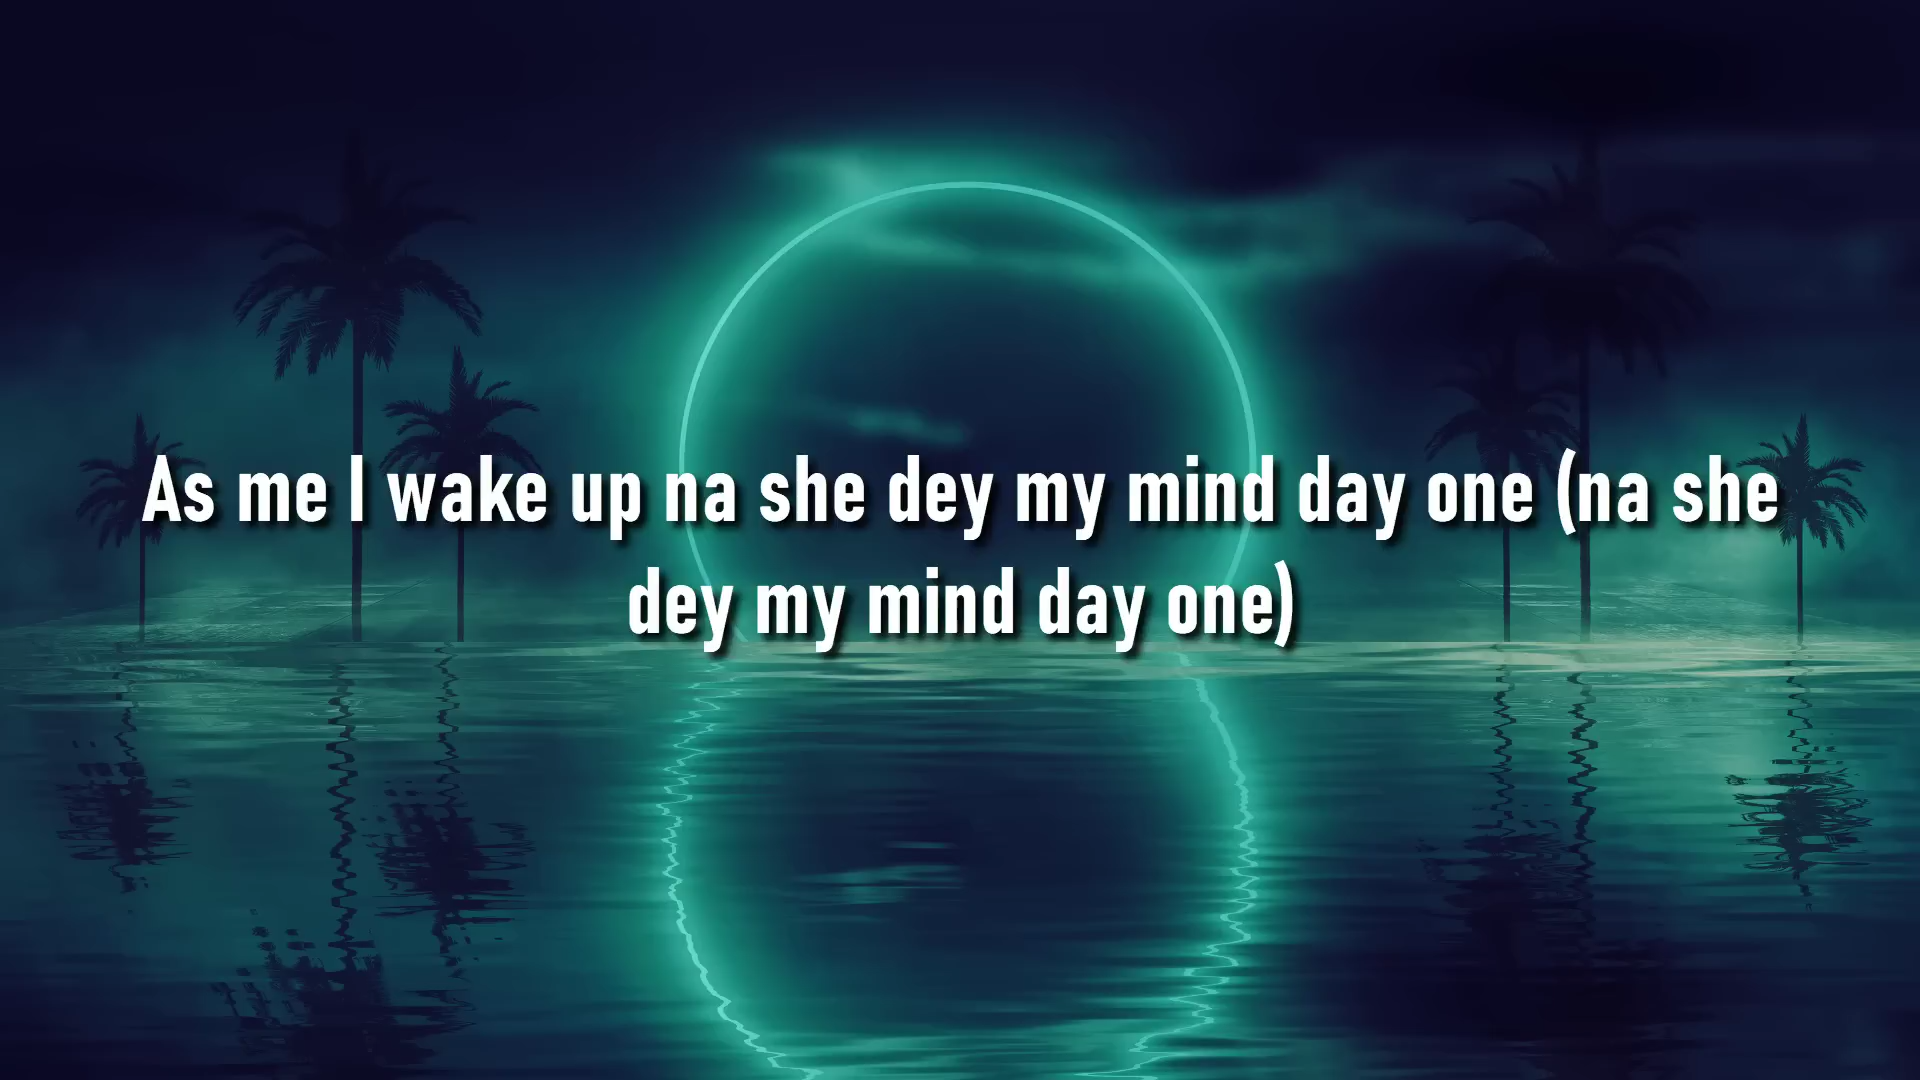 As me I wake up na she dey my mind day one (na she
dey my mind day one)